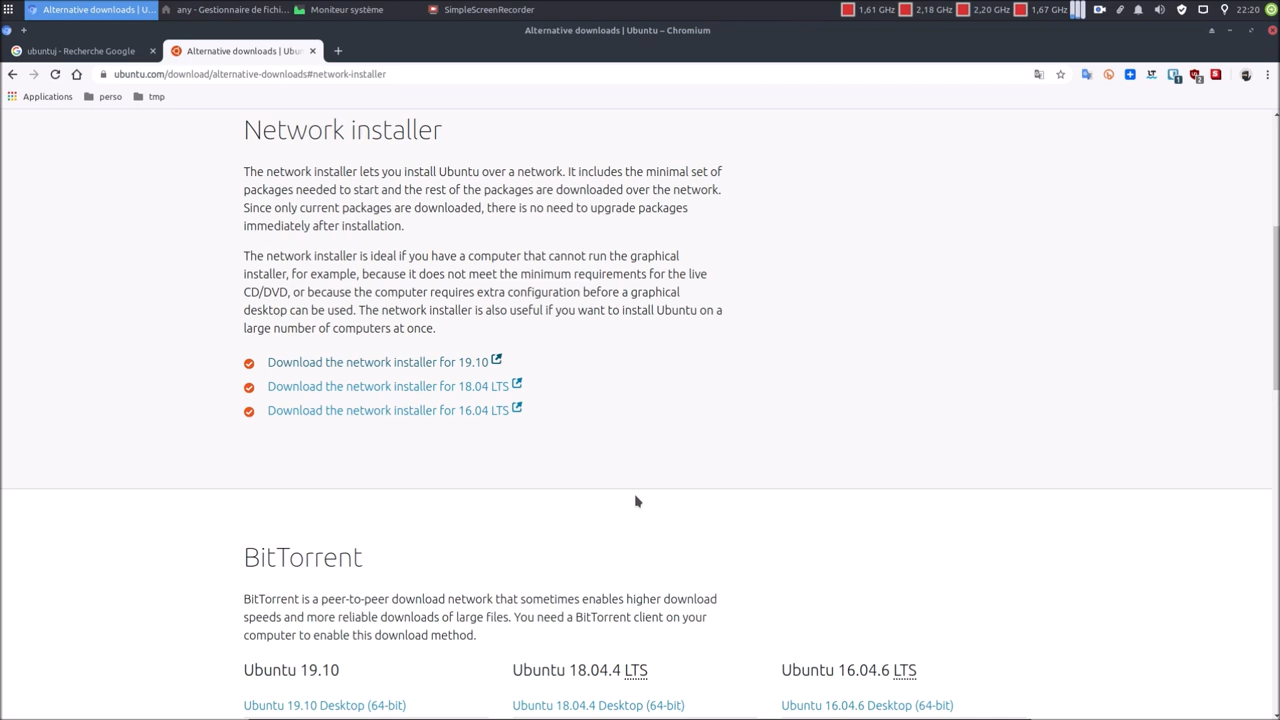 Alternative downloads | U...
any - Gestionnaire de fichi...
Moniteur système
SimpleScreenRecorder
1,61 GHz
2,18 GHz
2,20 GHz
1,67 GHz
22:20
Alternative downloads | Ubuntu – Chromium
ubuntuj - Recherche Google
Alternative downloads | Ubu
ubuntu.com/download/alternative-downloads#network-installer
Applications
perso
tmp
Network installer
The network installer lets you install Ubuntu over a network. It includes the minimal set of
packages needed to start and the rest of the packages are downloaded over the network.
Since only current packages are downloaded, there is no need to upgrade packages
immediately after installation.
The network installer is ideal if you have a computer that cannot run the graphical
installer, for example, because it does not meet the minimum requirements for the live
CD/DVD, or because the computer requires extra configuration before a graphical
desktop can be used. The network installer is also useful if you want to install Ubuntu on a
large number of computers at once.
Download the network installer for 19.10
Download the network installer for 18.04 LTS
Download the network installer for 16.04 LTS
BitTorrent
BitTorrent is a peer-to-peer download network that sometimes enables higher download
speeds and more reliable downloads of large files. You need a BitTorrent client on your
computer to enable this download method.
Ubuntu 19.10
Ubuntu 18.04.4 LTS
Ubuntu 16.04.6 LTS
Ubuntu 19.10 Desktop (64-bit)
Ubuntu 18.04.4 Desktop (64-bit)
Ubuntu 16.04.6 Desktop (64-bit)